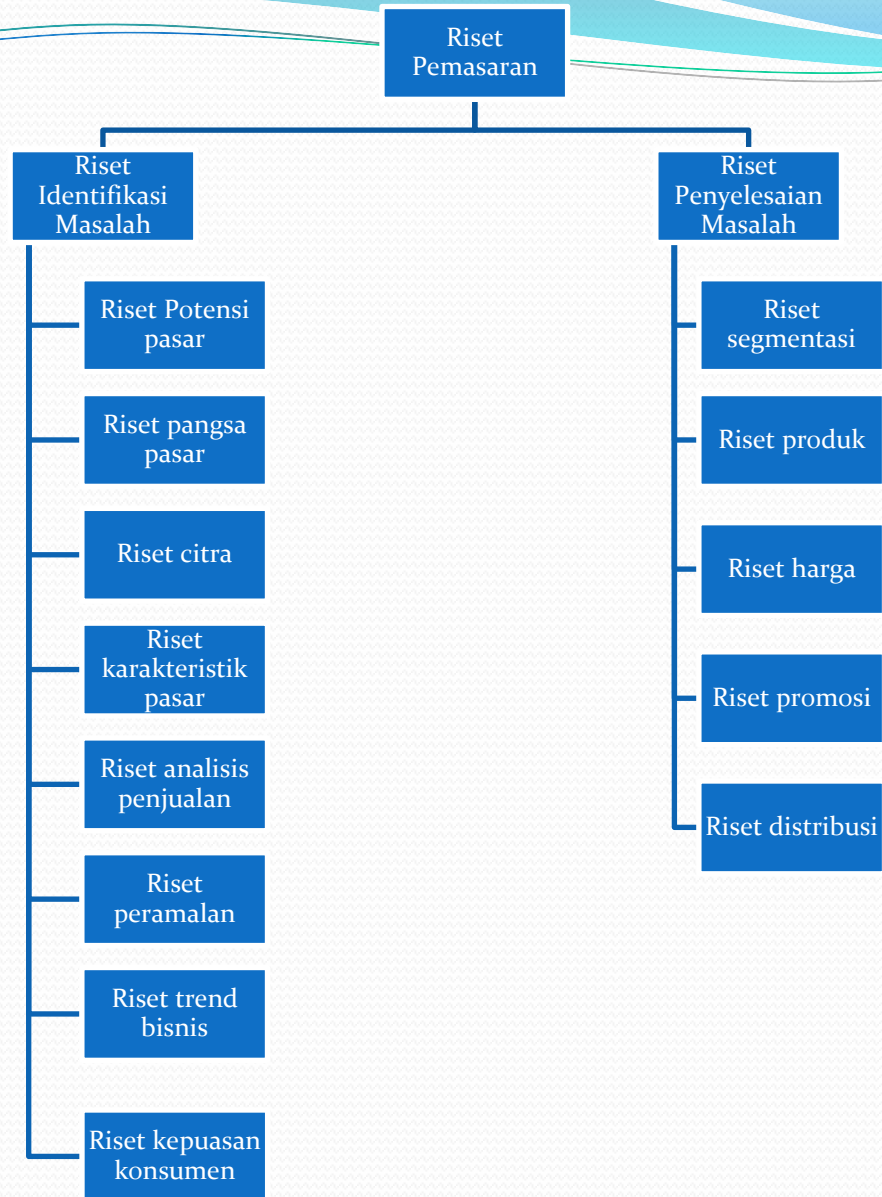 Riset
Pemasaran
Riset
Identifikasi
Masalah
Riset Potensi
pasar
Riset pangsa
pasar
Riset citra
Riset
karakteristik
pasar
Riset analisis
penjualan
Riset
peramalan
Riset trend
bisnis
Riset kepuasan
konsumen
Riset
Penyelesaian
Masalah
Riset
segmentasi
Riset produk
Riset harga
Riset promosi
Riset distribusi